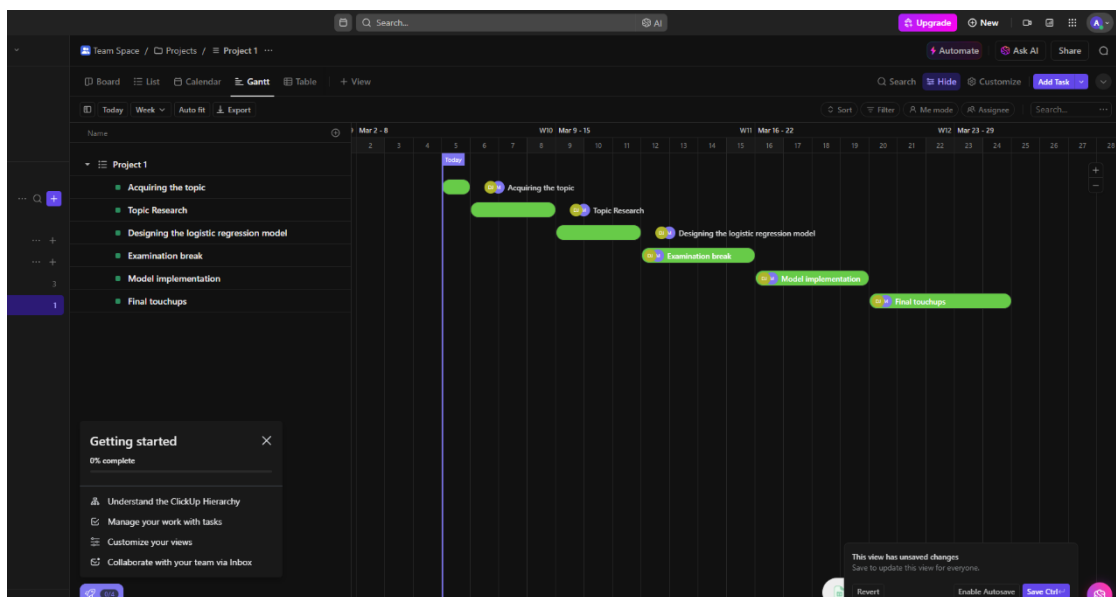 Search...
AI
Upgrade
New
A
Team Space / Projects / Project 1 ...
Automate
Ask AI
Share
Board
List
Calendar
Gantt
Table
+ View
Search
Hide
Customize
Add Task
Today
Week
Auto fit
Export
Sort
Filter
Me mode
Assignee
Search...
Name
Mar 2 - 8
W10 Mar 9 - 15
W11 Mar 16 - 22
W12 Mar 23 - 29
2 3 4 5 6 7 8 9 10 11 12 13 14 15 16 17 18 19 20 21 22 23 24 25 26 27 28
Today
Project 1
Acquiring the topic
M Acquiring the topic
Topic Research
M Topic Research
Designing the logistic regression model
M Designing the logistic regression model
Examination break
M Examination break
Model implementation
M Model implementation
3
Final touchups
M Final touchups
1
Getting started
0% complete
Understand the ClickUp Hierarchy
Manage your work with tasks
Customize your views
Collaborate with your team via Inbox
0/4
This view has unsaved changes
Save to update this view for everyone.
Revert
Enable Autosave
Save Ctrl↵